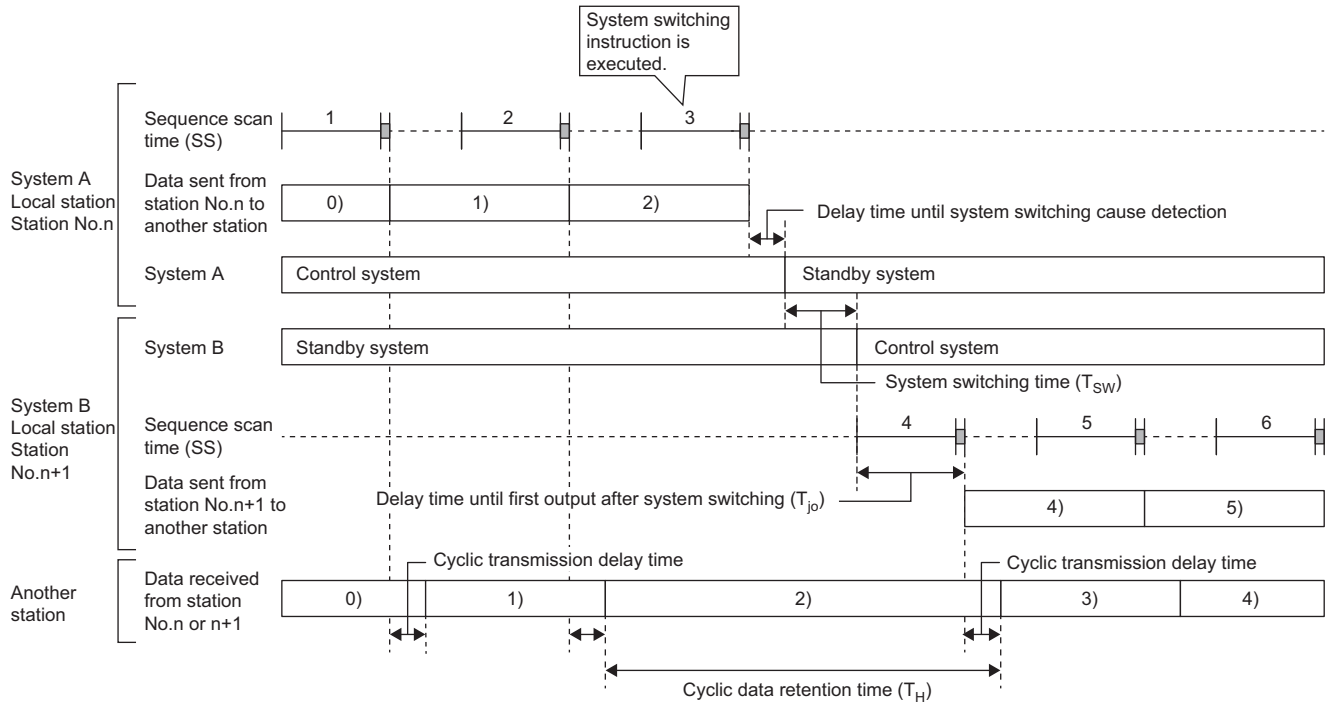 System switching
instruction is
executed.
System A
Local station
Station No.n
Sequence scan
time (SS)
1
2
3
Data sent from
station No.n to
another station
0)
1)
2)
Delay time until system switching cause detection
System A
Control system
Standby system
System B
Local station
Station
No.n+1
System B
Standby system
Control system
System switching time (TSW)
Sequence scan
time (SS)
4
5
6
Delay time until first output after system switching (Tjo)
Data sent from
station No.n+1 to
another station
4)
5)
Cyclic transmission delay time
Cyclic transmission delay time
Another
station
Data received
from station
No.n or n+1
0)
1)
2)
3)
4)
Cyclic data retention time (TH)